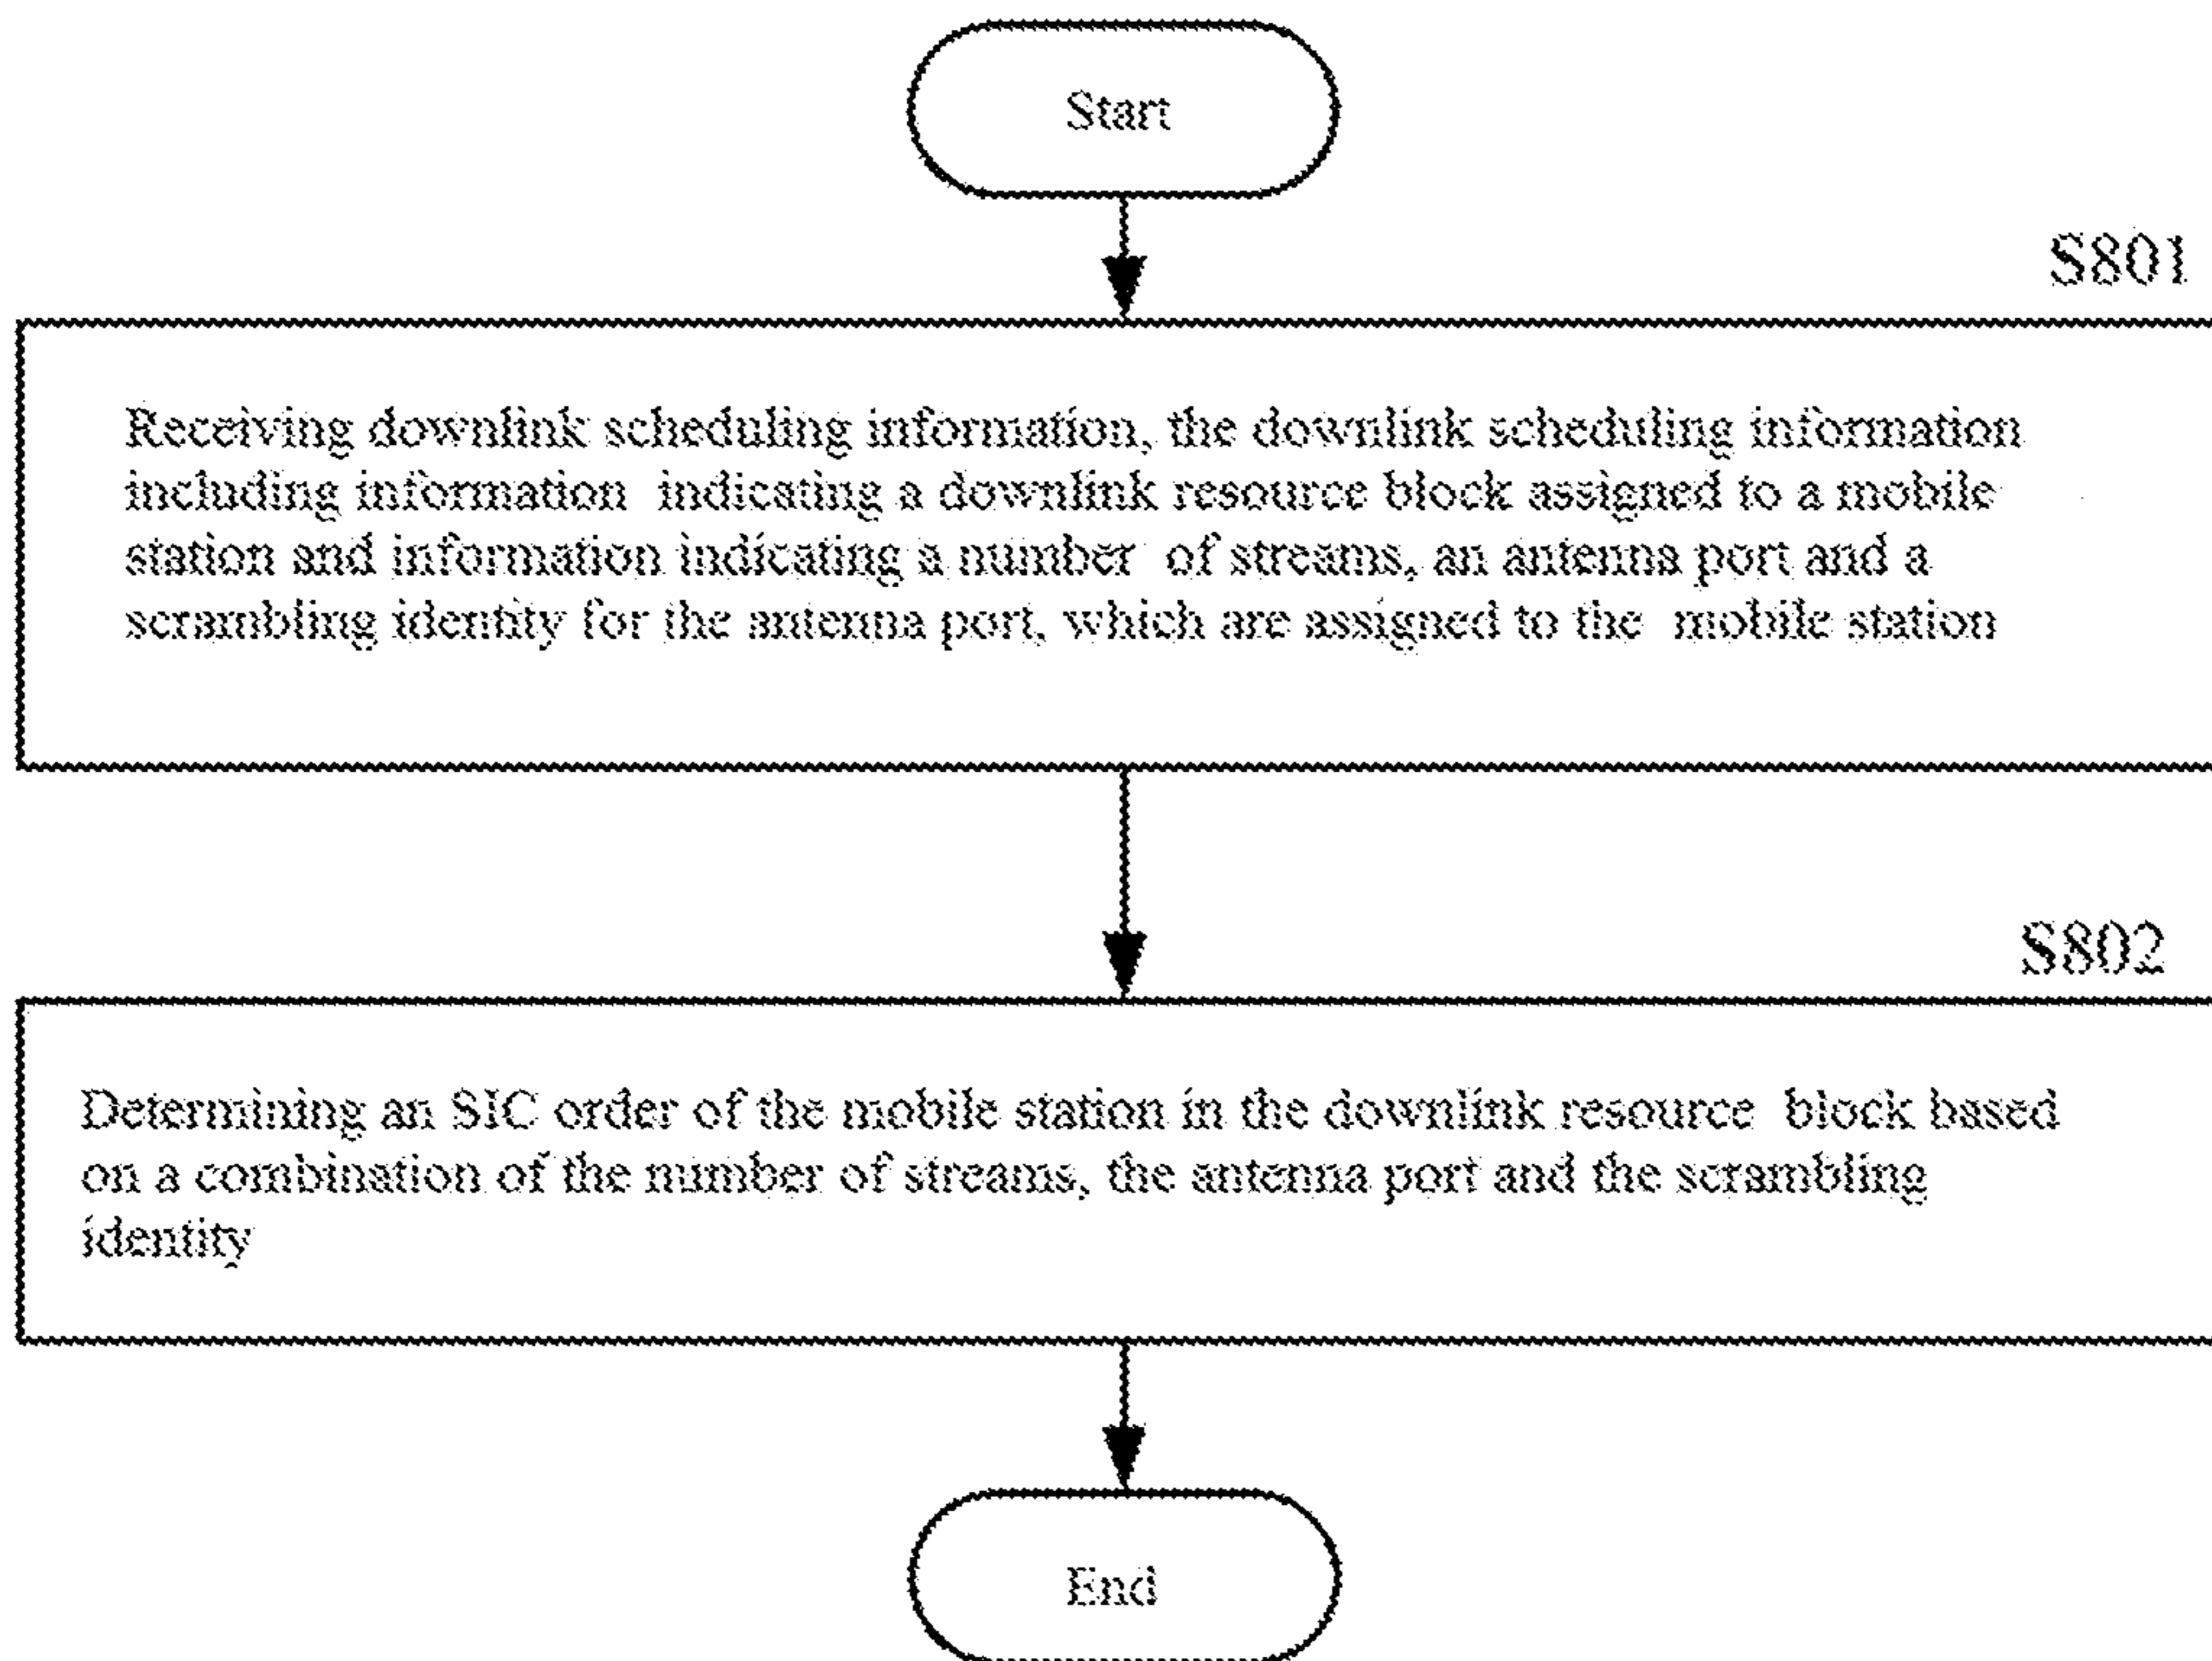 Start
S801
Receiving downlink scheduling information, the downlink scheduling information
including information indicating a downlink resource block assigned to a mobile
station and information indicating a number of streams, an antenna port and a
scrambling identity for the antenna port, which are assigned to the mobile station
S802
Determining an SIC order of the mobile station in the downlink resource block based
on a combination of the number of streams, the antenna port and the scrambling
identity
End